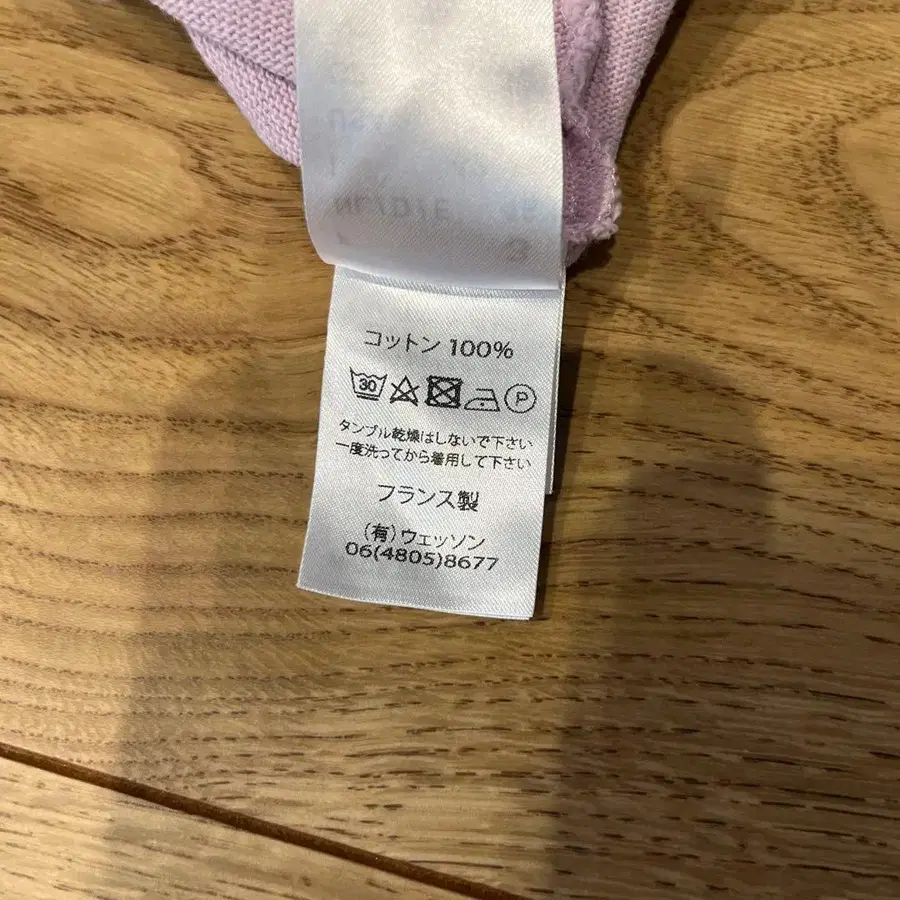 コットン 100%
30 P
タンブル乾燥はしないで下さい
一度洗ってから着用して下さい
フランス製
(有)ウェッソン
06(4805)8677